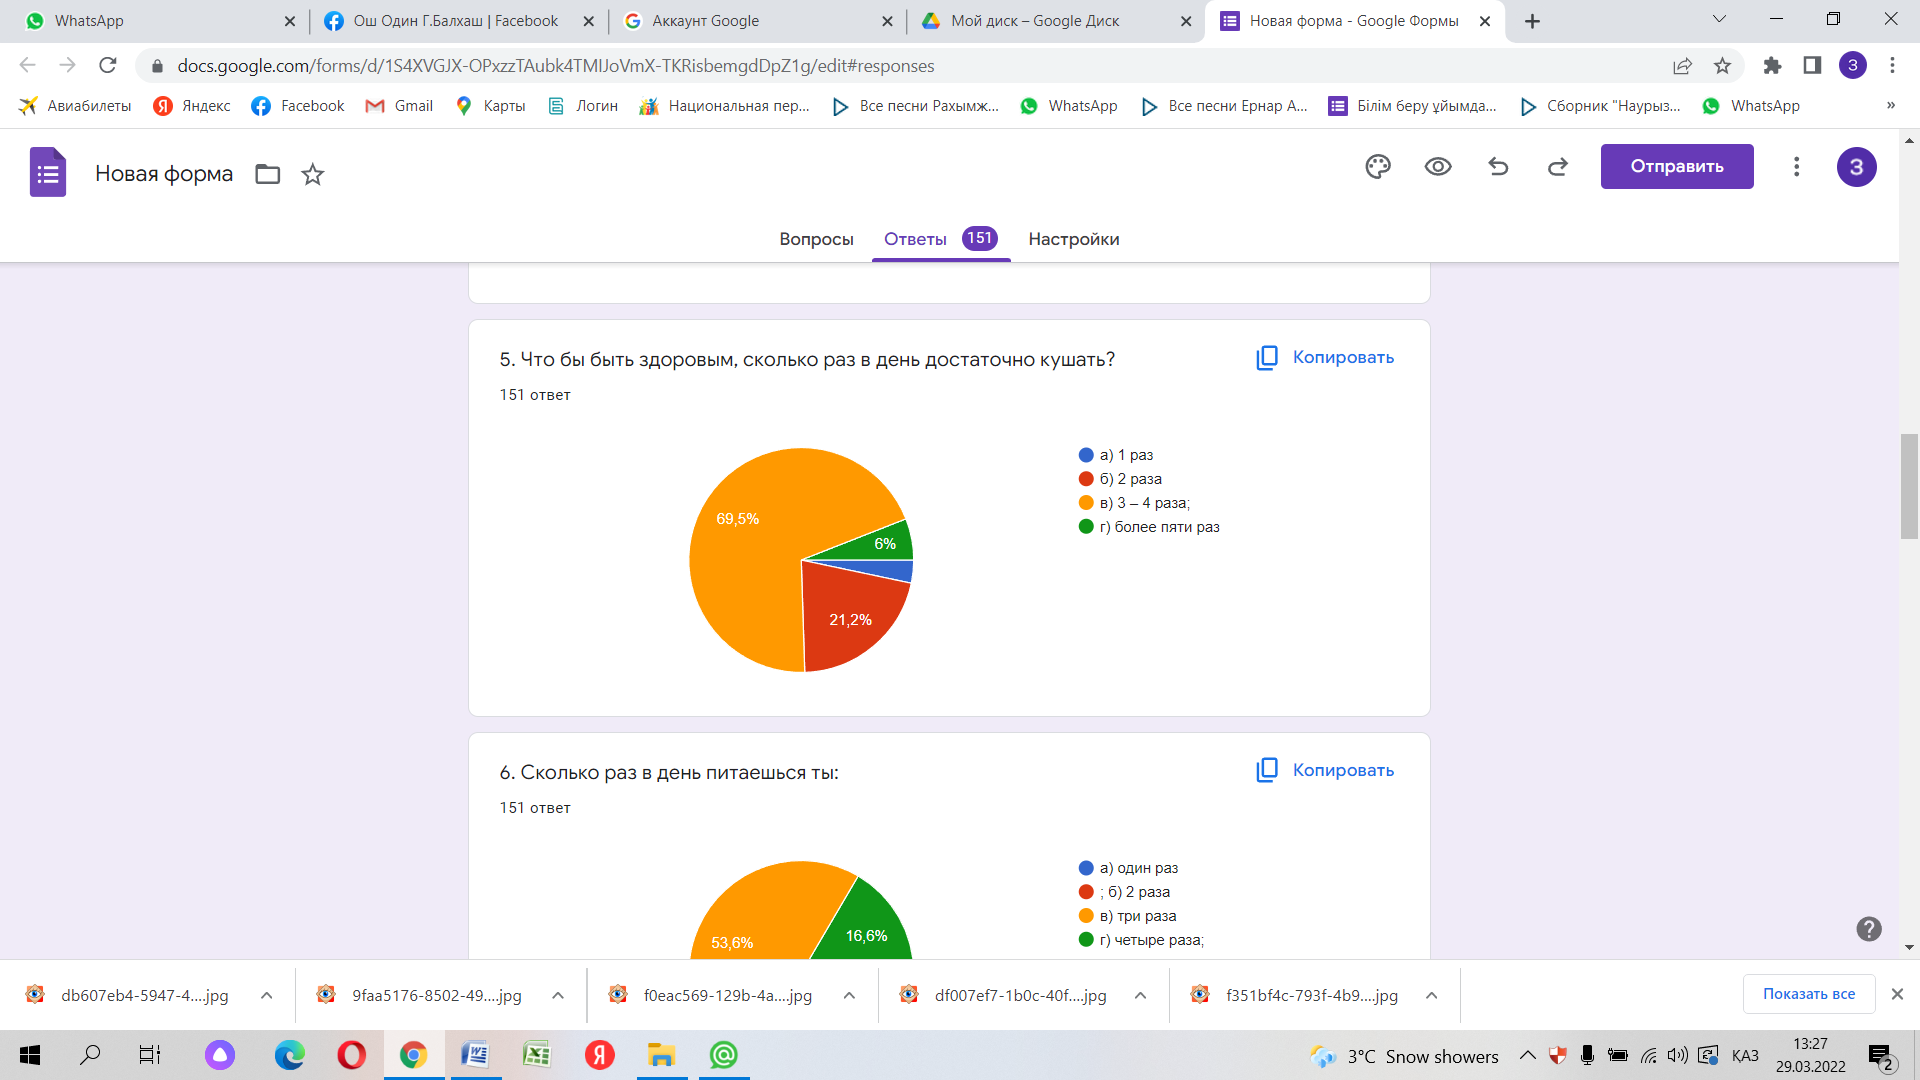 WhatsApp
Ош Один Г.Балхаш | Facebook
Аккаунт Google
Мой диск – Google Диск
Новая форма - Google Формы
docs.google.com/forms/d/1S4XVGJX-OPxzzTAubk4TMIJoVmX-TKRisbemgdDpZ1g/edit#responses
З
Авиабилеты
Яндекс
Facebook
Gmail
Карты
Логин
Национальная пер...
Все песни Рахымж...
WhatsApp
Все песни Ернар А...
Білім беру ұйымда...
Сборник "Наурыз...
WhatsApp
»
Новая форма
Отправить
З
Вопросы
Ответы 151
Настройки
5. Что бы быть здоровым, сколько раз в день достаточно кушать?
Копировать
151 ответ
а) 1 раз
б) 2 раза
в) 3 – 4 раза;
г) более пяти раз
69,5%
6%
21,2%
6. Сколько раз в день питаешься ты:
Копировать
151 ответ
а) один раз
; б) 2 раза
в) три раза
г) четыре раза;
53,6%
16,6%
db607eb4-5947-4....jpg
9faa5176-8502-49....jpg
f0eac569-129b-4a....jpg
df007ef7-1b0c-40f....jpg
f351bf4c-793f-4b9....jpg
Показать все
3°C Snow showers
ҚАЗ
13:27
29.03.2022
2